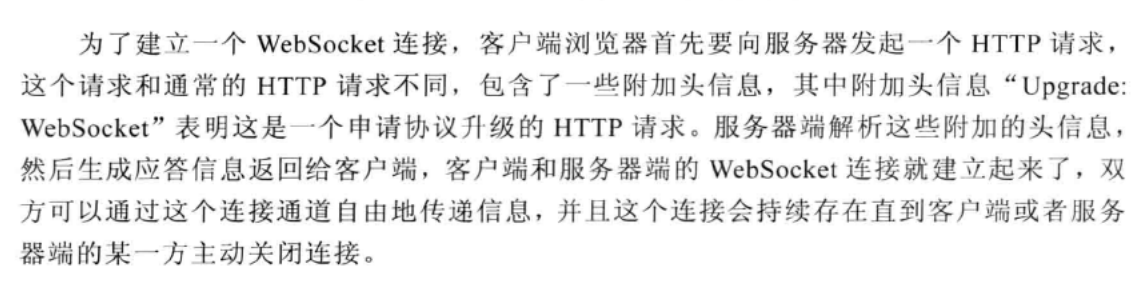 为了建立一个 WebSocket 连接，客户端浏览器首先要向服务器发起一个 HTTP 请求，
这个请求和通常的 HTTP 请求不同，包含了一些附加头信息，其中附加头信息“Upgrade:
WebSocket”表明这是一个申请协议升级的 HTTP 请求。服务器端解析这些附加的头信息，
然后生成应答信息返回给客户端，客户端和服务器端的 WebSocket 连接就建立起来了，双
方可以通过这个连接通道自由地传递信息，并且这个连接会持续存在直到客户端或者服务
器端的某一方主动关闭连接。